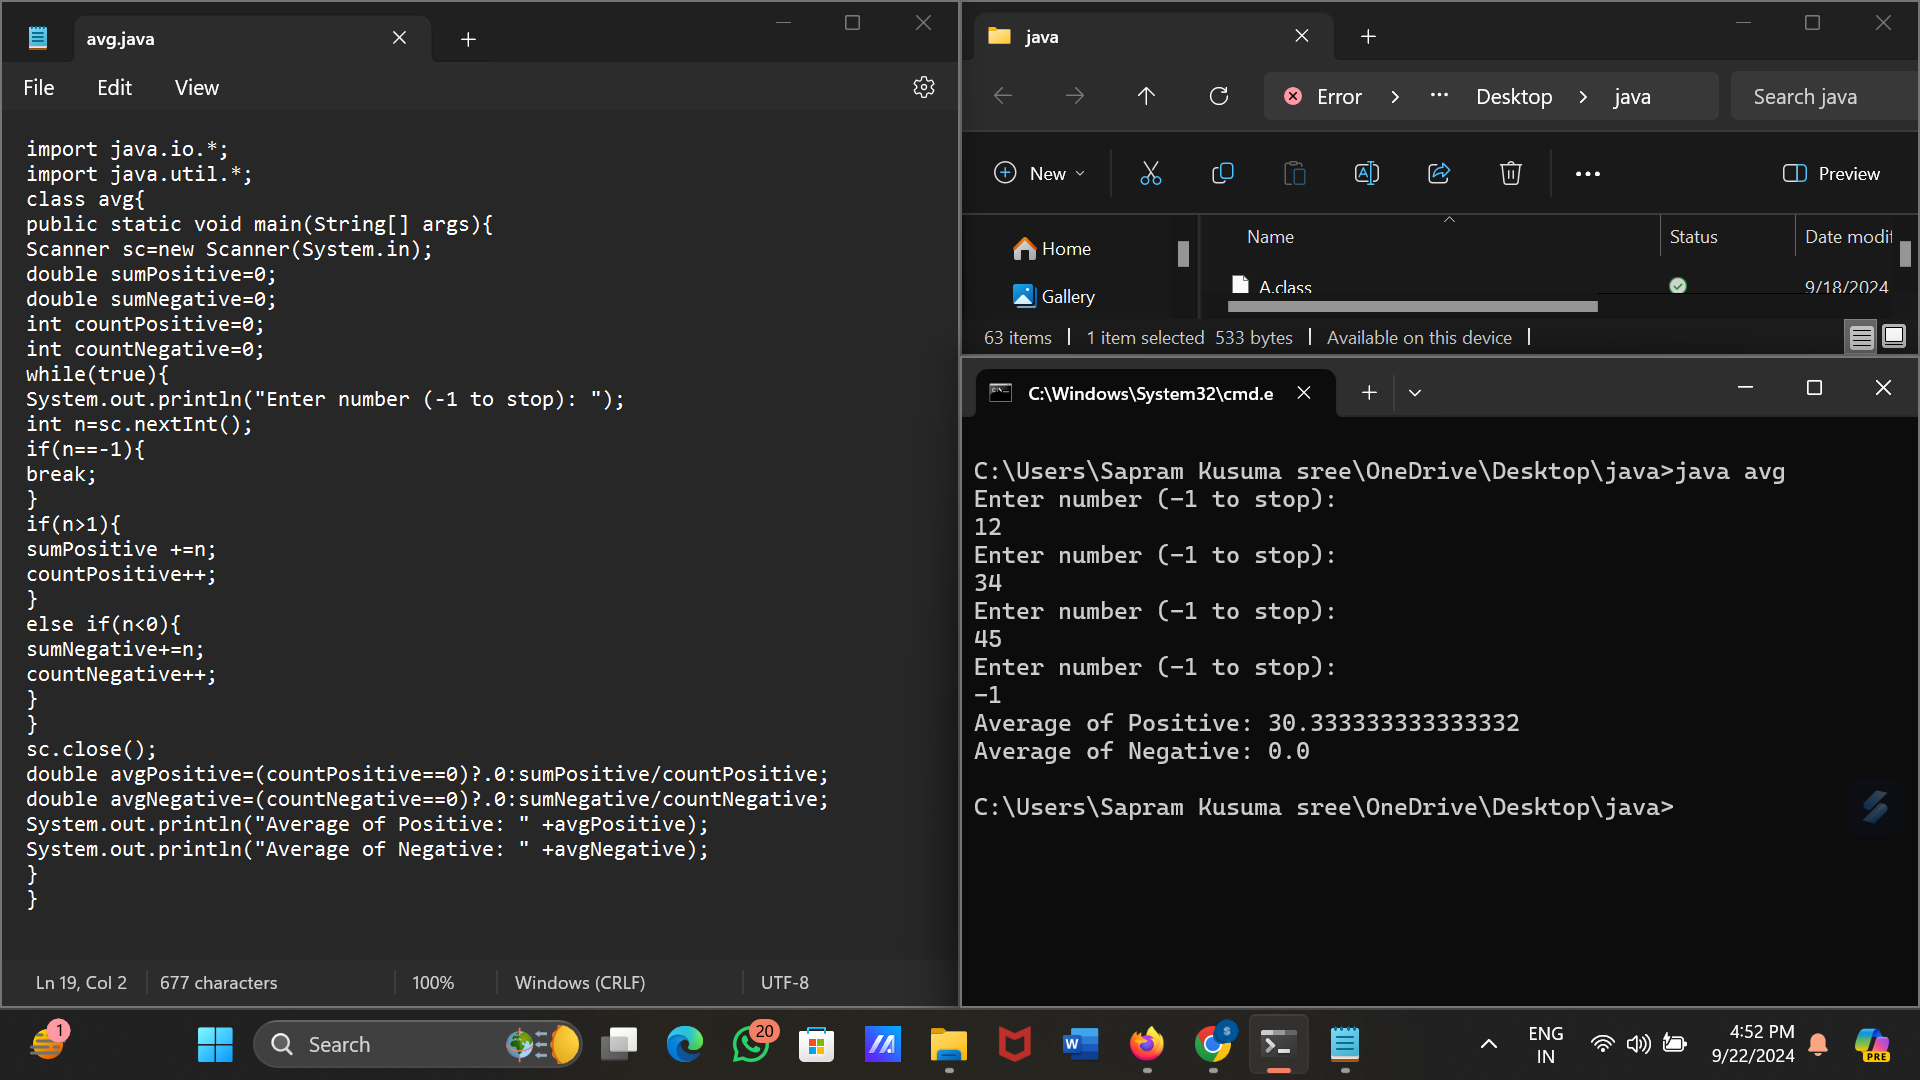 avg.java
File Edit View
import java.io.*;
import java.util.*;
class avg{
public static void main(String[] args){
Scanner sc=new Scanner(System.in);
double sumPositive=0;
double sumNegative=0;
int countPositive=0;
int countNegative=0;
while(true){
System.out.println("Enter number (-1 to stop): ");
int n=sc.nextInt();
if(n==-1){
break;
}
if(n>1){
sumPositive +=n;
countPositive++;
}
else if(n<0){
sumNegative+=n;
countNegative++;
}
}
sc.close();
double avgPositive=(countPositive==0)?.0:sumPositive/countPositive;
double avgNegative=(countNegative==0)?.0:sumNegative/countNegative;
System.out.println("Average of Positive: " +avgPositive);
System.out.println("Average of Negative: " +avgNegative);
}
}
Ln 19, Col 2 677 characters 100% Windows (CRLF) UTF-8
java
Error > ... Desktop > java Search java
New Preview
Home
Gallery
Name Status Date modif
A.class 9/18/2024
63 items 1 item selected 533 bytes Available on this device
C:\Windows\System32\cmd.e
C:\Users\Sapram Kusuma sree\OneDrive\Desktop\java>java avg
Enter number (-1 to stop):
12
Enter number (-1 to stop):
34
Enter number (-1 to stop):
45
Enter number (-1 to stop):
-1
Average of Positive: 30.333333333333332
Average of Negative: 0.0
C:\Users\Sapram Kusuma sree\OneDrive\Desktop\java>
1
Search
20
W
S
ENG
IN
4:52 PM
9/22/2024
PRE